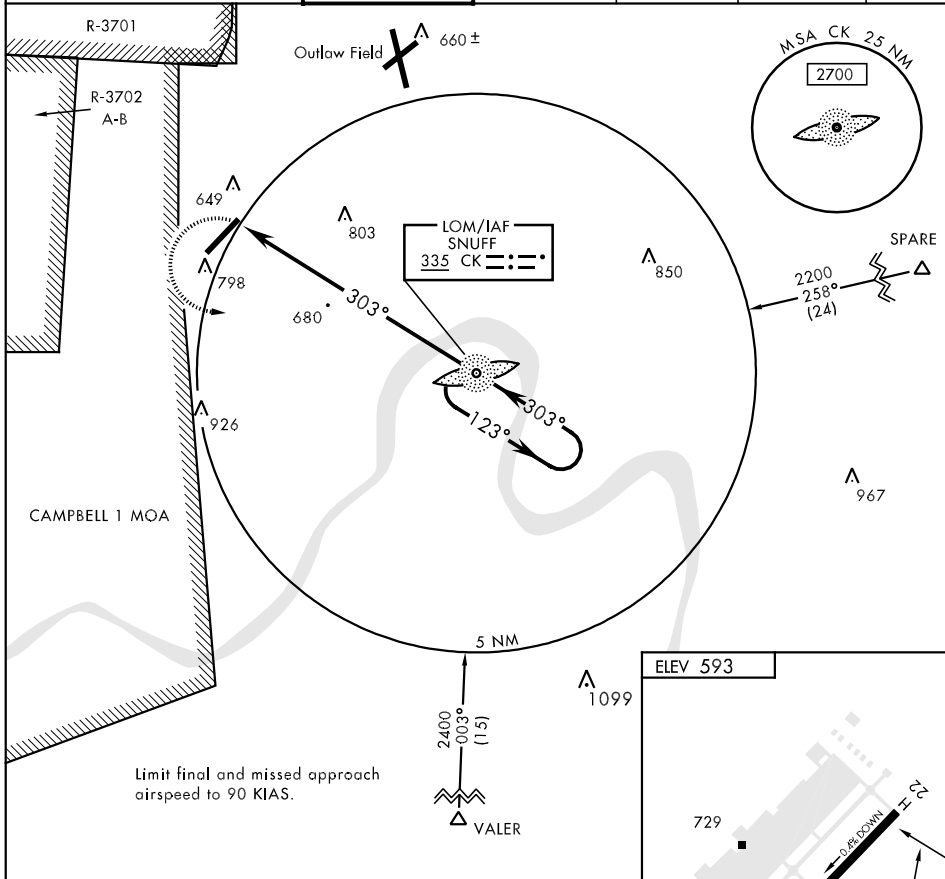 R-3701
Outlaw Field
660 ±
MSA CK 25 NM
2700
R-3702
A-B
649
803
LOM/IAF
SNUFF
335 CK
850
SPARE
2200
258°
(24)
798
680
303°
303°
123°
926
967
CAMPBELL 1 MOA
5 NM
1099
ELEV 593
2400
003°
(15)
Limit final and missed approach
airspeed to 90 KIAS.
VALER
729
0.4% DOWN
H
22